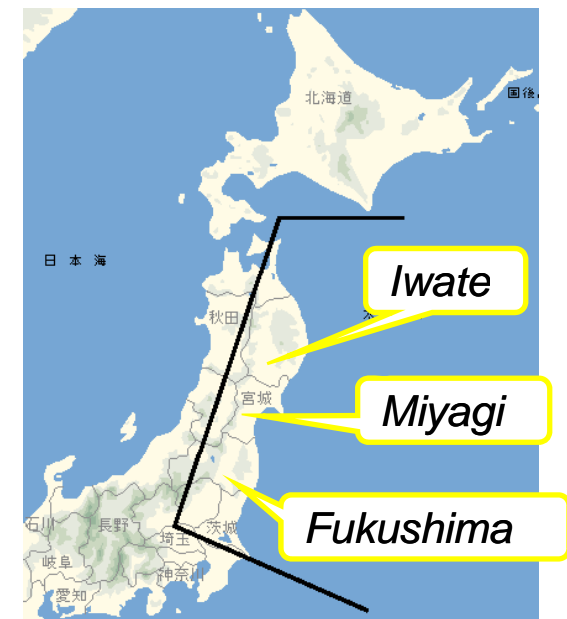 北海道
国後
日本海
Iwate
秋田
Miyagi
宮城
Fukushima
石川
長野
茨城
埼玉
岐阜
神奈川
愛知